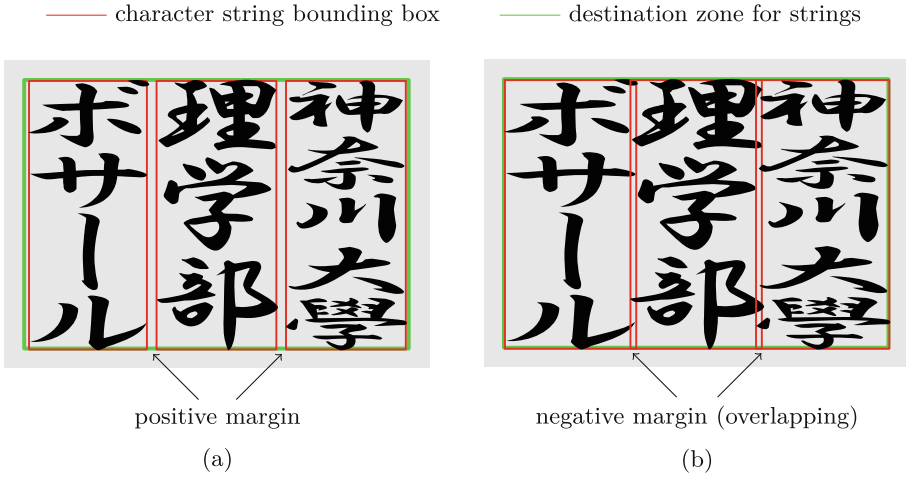 character string bounding box
destination zone for strings
神奈川大學
理学部
ボサール
positive margin
(a)
神奈川大學
理学部
ボサール
negative margin (overlapping)
(b)